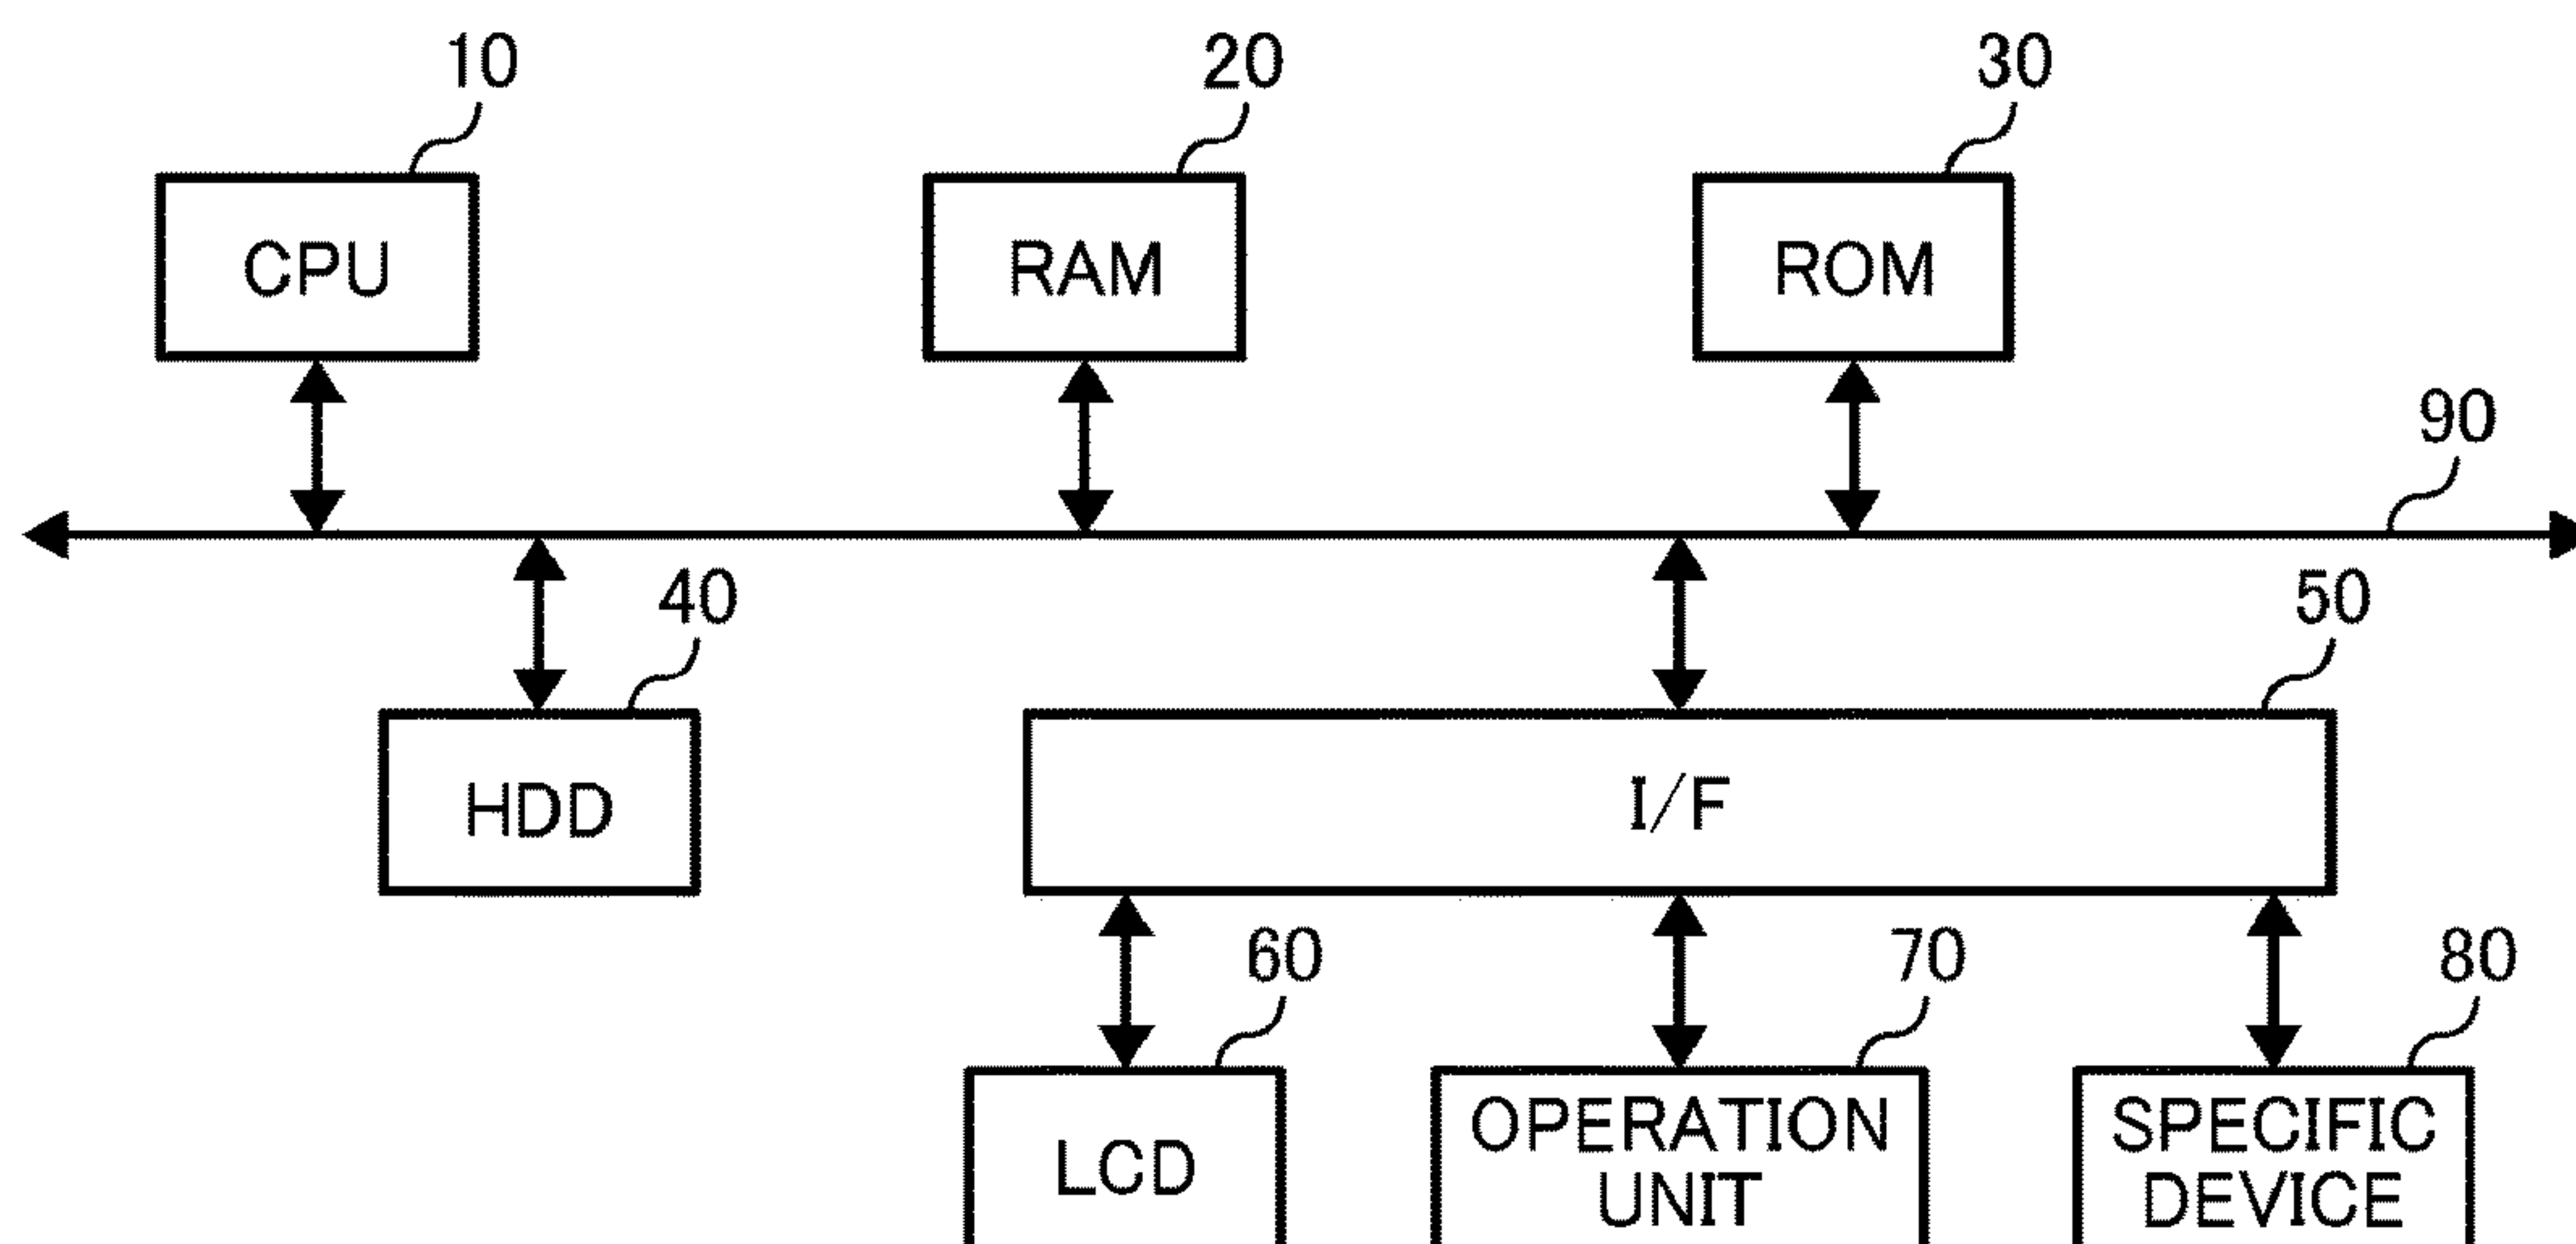 10
20
30
CPU
RAM
ROM
90
40
50
HDD
I/F
60
70
80
LCD
OPERATION
UNIT
SPECIFIC
DEVICE